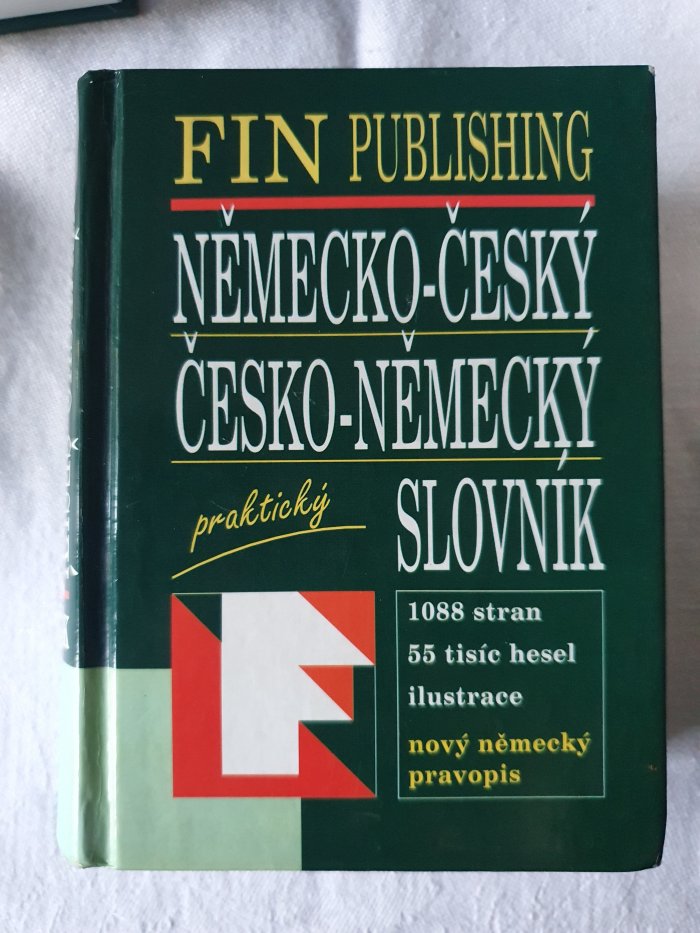 FIN PUBLISHING
NĚMECKO-ČESKÝ
ČESKO-NĚMECKÝ
praktický
SLOVNÍK
1088 stran
55 tisíc hesel
ilustrace
nový německý
pravopis